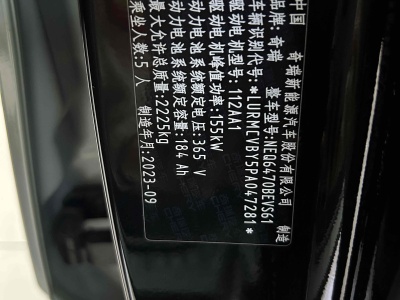 中国 奇瑞新能源汽车股份有限公司 制造
品牌:奇瑞 整车型号:NEQ6470BEVS61
车辆识别代号:*LURMCVBY5PA047281*
驱动电机型号:112AA1
驱动电机峰值功率:155kW
动力电池系统额定电压:365 V
动力电池系统额定容量:184 Ah
最大允许总质量:2225kg
乘坐人数:5 人 制造年月:2023-09